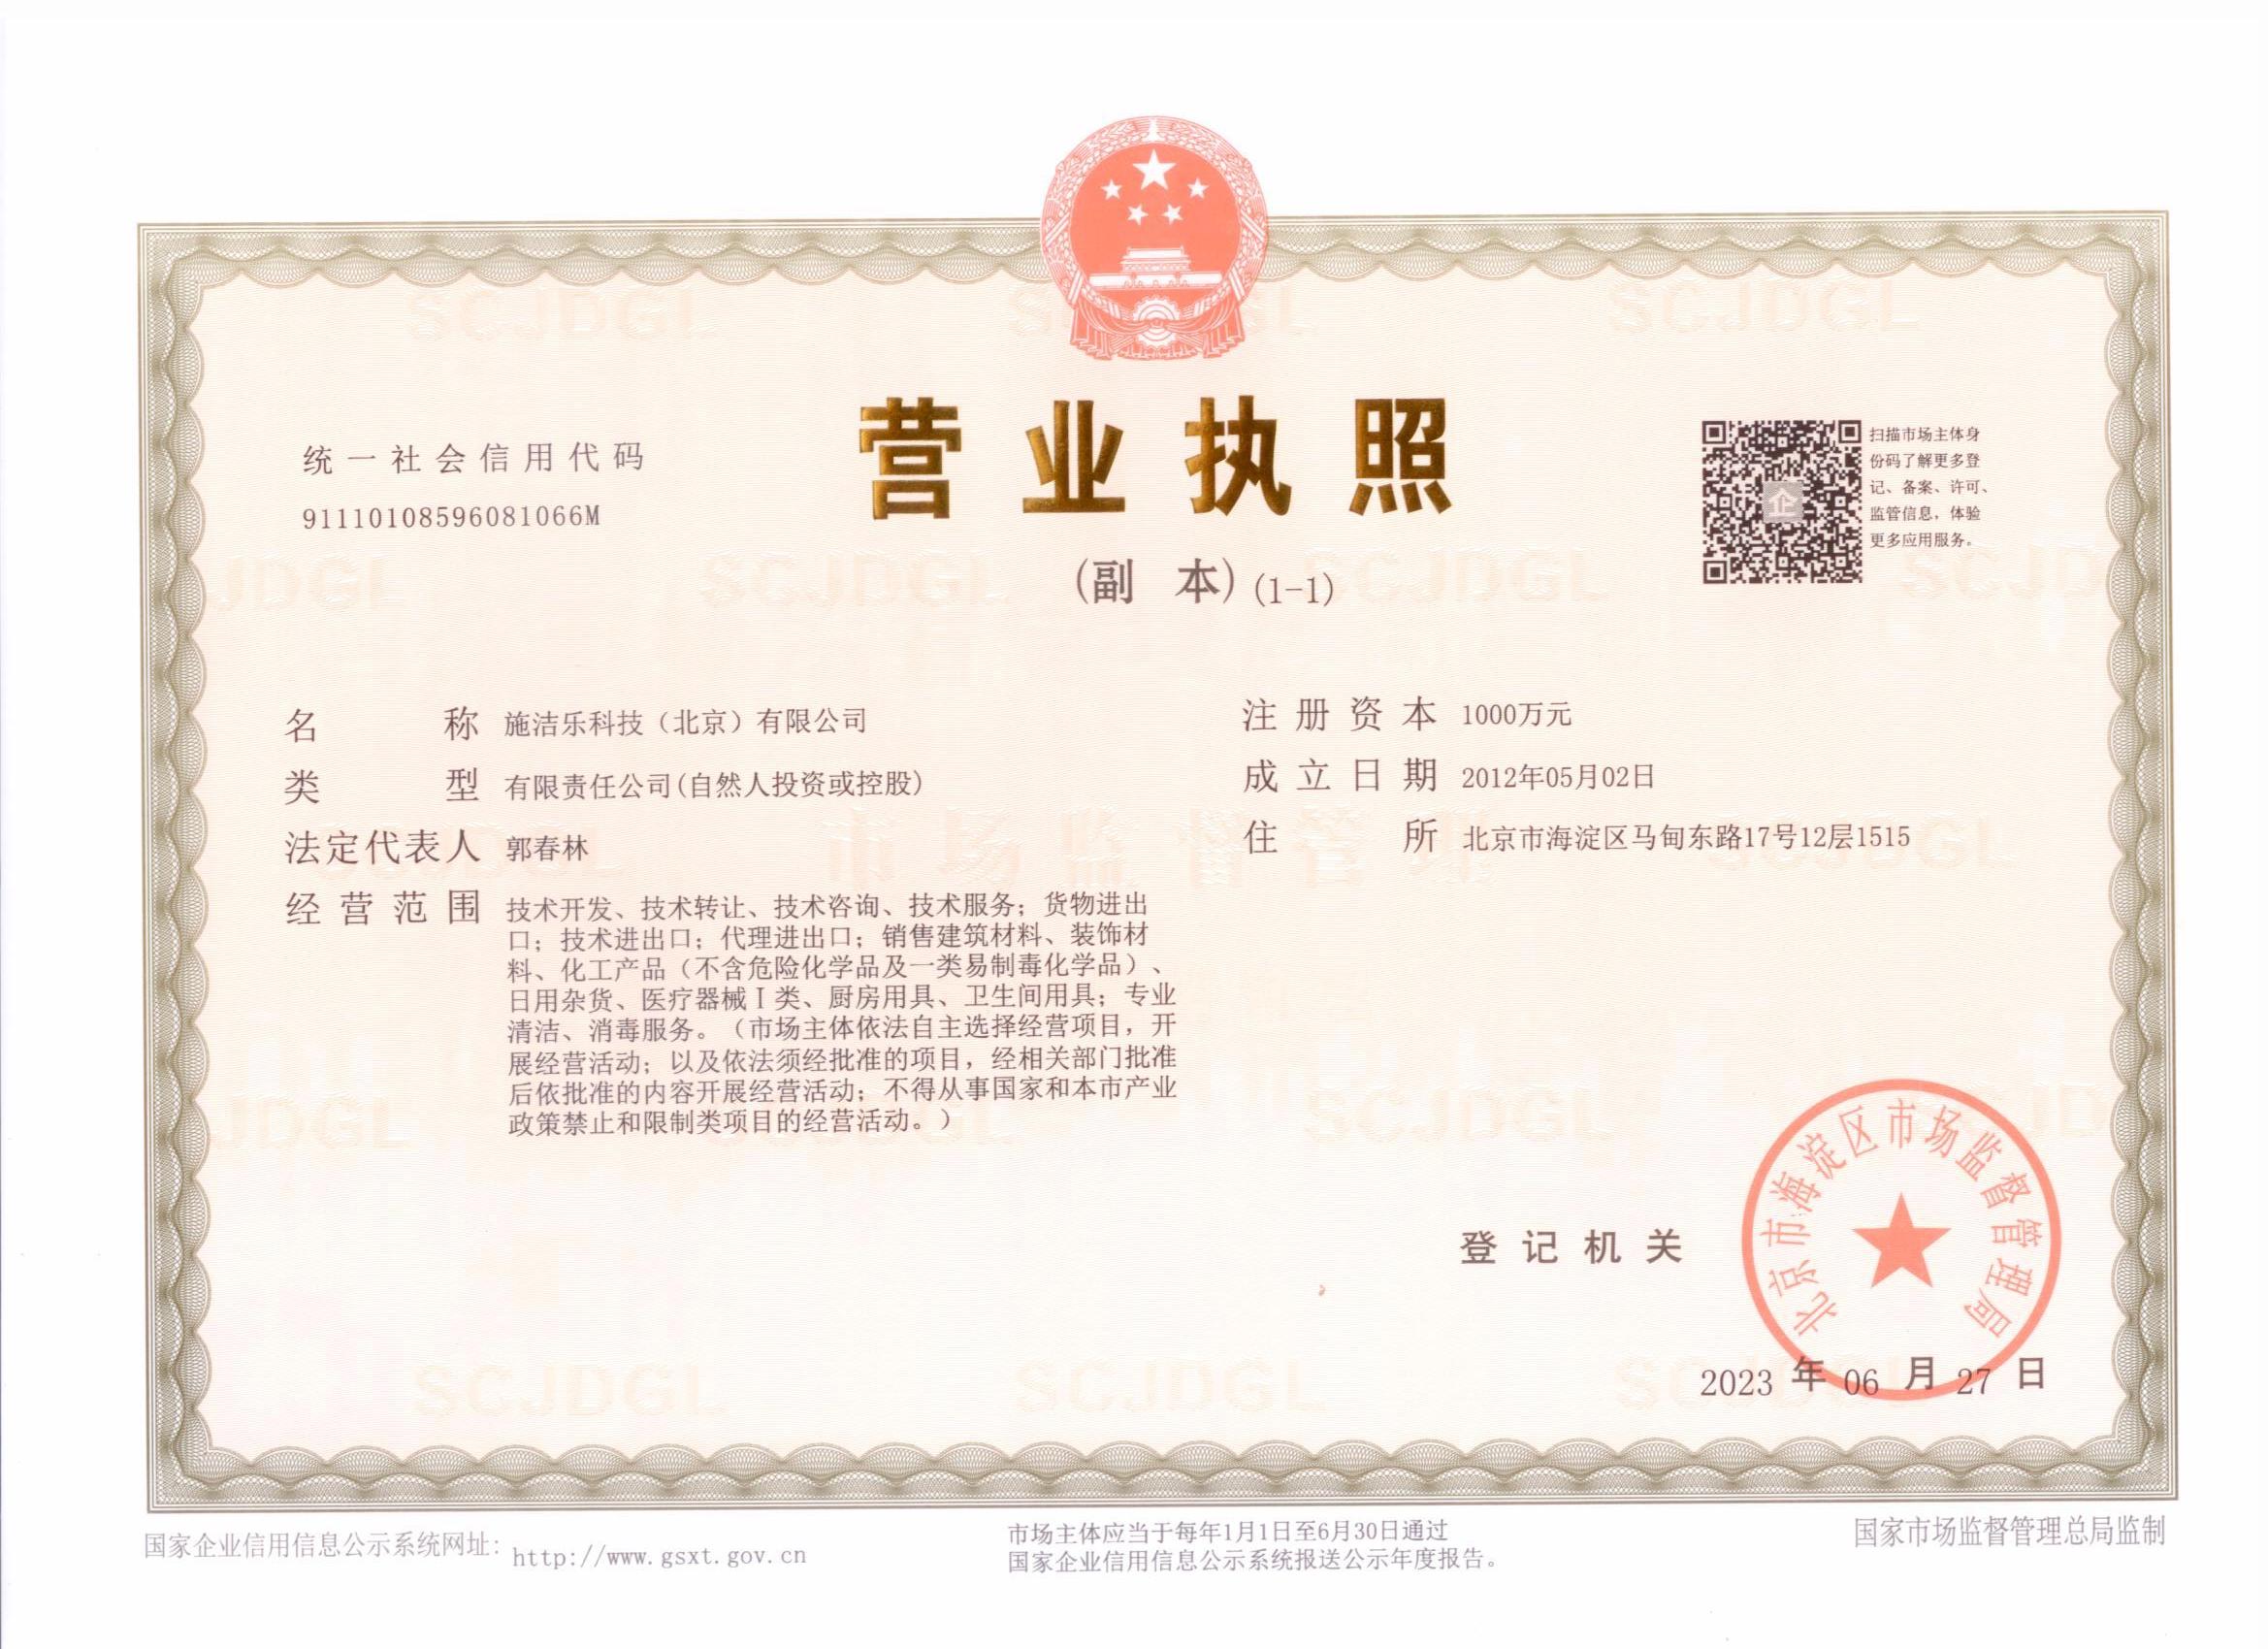 营业执照
(副 本) (1-1)
统一社会信用代码
91110108596081066M
企
扫描市场主体身
份码了解更多登
记、备案、许可、
监管信息，体验
更多应用服务。
名 称 施洁乐科技（北京）有限公司
类 型 有限责任公司(自然人投资或控股)
法定代表人 郭春林
经营范围 技术开发、技术转让、技术咨询、技术服务；货物进出
口；技术进出口；代理进出口；销售建筑材料、装饰材
料、化工产品（不含危险化学品及一类易制毒化学品）、
日用杂货、医疗器械Ⅰ类、厨房用具、卫生间用具；专业
清洁、消毒服务。（市场主体依法自主选择经营项目，开
展经营活动；以及依法须经批准的项目，经相关部门批准
后依批准的内容开展经营活动；不得从事国家和本市产业
政策禁止和限制类项目的经营活动。）
注册资本 1000万元
成立日期 2012年05月02日
住 所 北京市海淀区马甸东路17号12层1515
登记机关
北京市海淀区市场监督管理局
2023 年 06 月 27 日
国家企业信用信息公示系统网址：http://www.gsxt.gov.cn
市场主体应当于每年1月1日至6月30日通过
国家企业信用信息公示系统报送公示年度报告。
国家市场监督管理总局监制
SCJDGL
市场监督管理